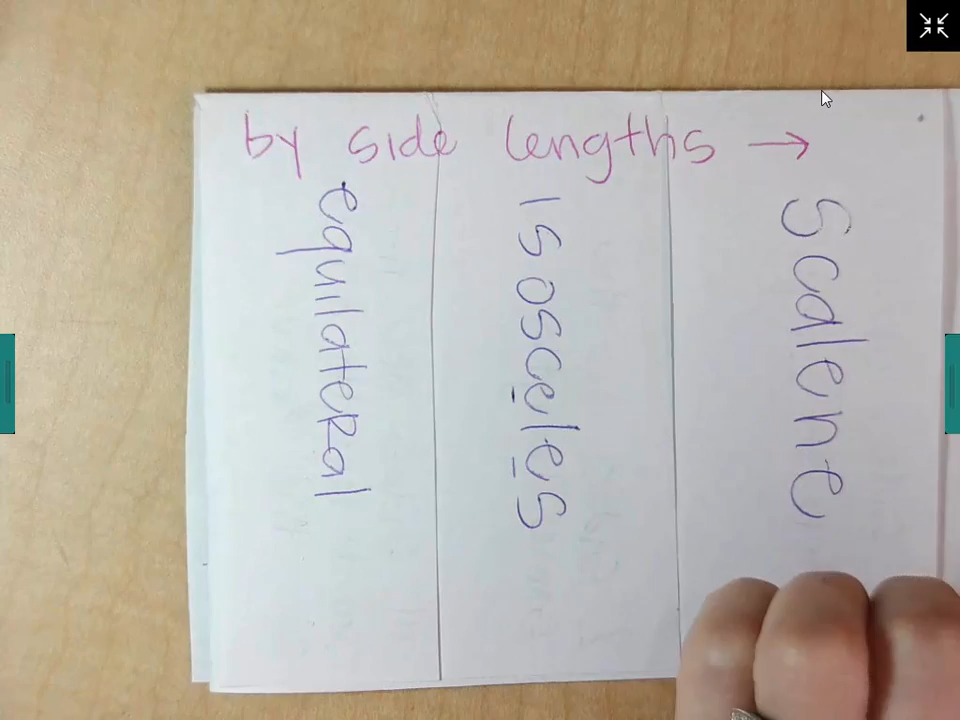 by side lengths →
equilateral
isosceles
Scalene